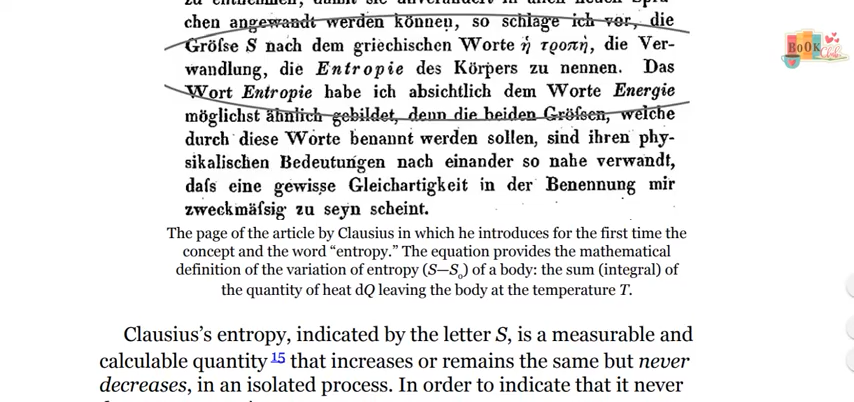 chen angewandt werden können, so schlage ich vor, die
Gröſse S nach dem griechischen Worte ἡ τροπὴ, die Ver-
wandlung, die Entropie des Körpers zu nennen. Das
Wort Entropie habe ich absichtlich dem Worte Energie
möglichst ähnlich gebildet, denn die beiden Gröſsen, welche
durch diese Worte benannt werden sollen, sind ihren phy-
sikalischen Bedeutungen nach einander so nahe verwandt,
daſs eine gewisse Gleichartigkeit in der Benennung mir
zweckmäſsig zu seyn scheint.
BOOK
Club
The page of the article by Clausius in which he introduces for the first time the
concept and the word “entropy.” The equation provides the mathematical
definition of the variation of entropy (S—S₀) of a body: the sum (integral) of
the quantity of heat dQ leaving the body at the temperature T.
Clausius’s entropy, indicated by the letter S, is a measurable and
calculable quantity 15 that increases or remains the same but never
decreases, in an isolated process. In order to indicate that it never